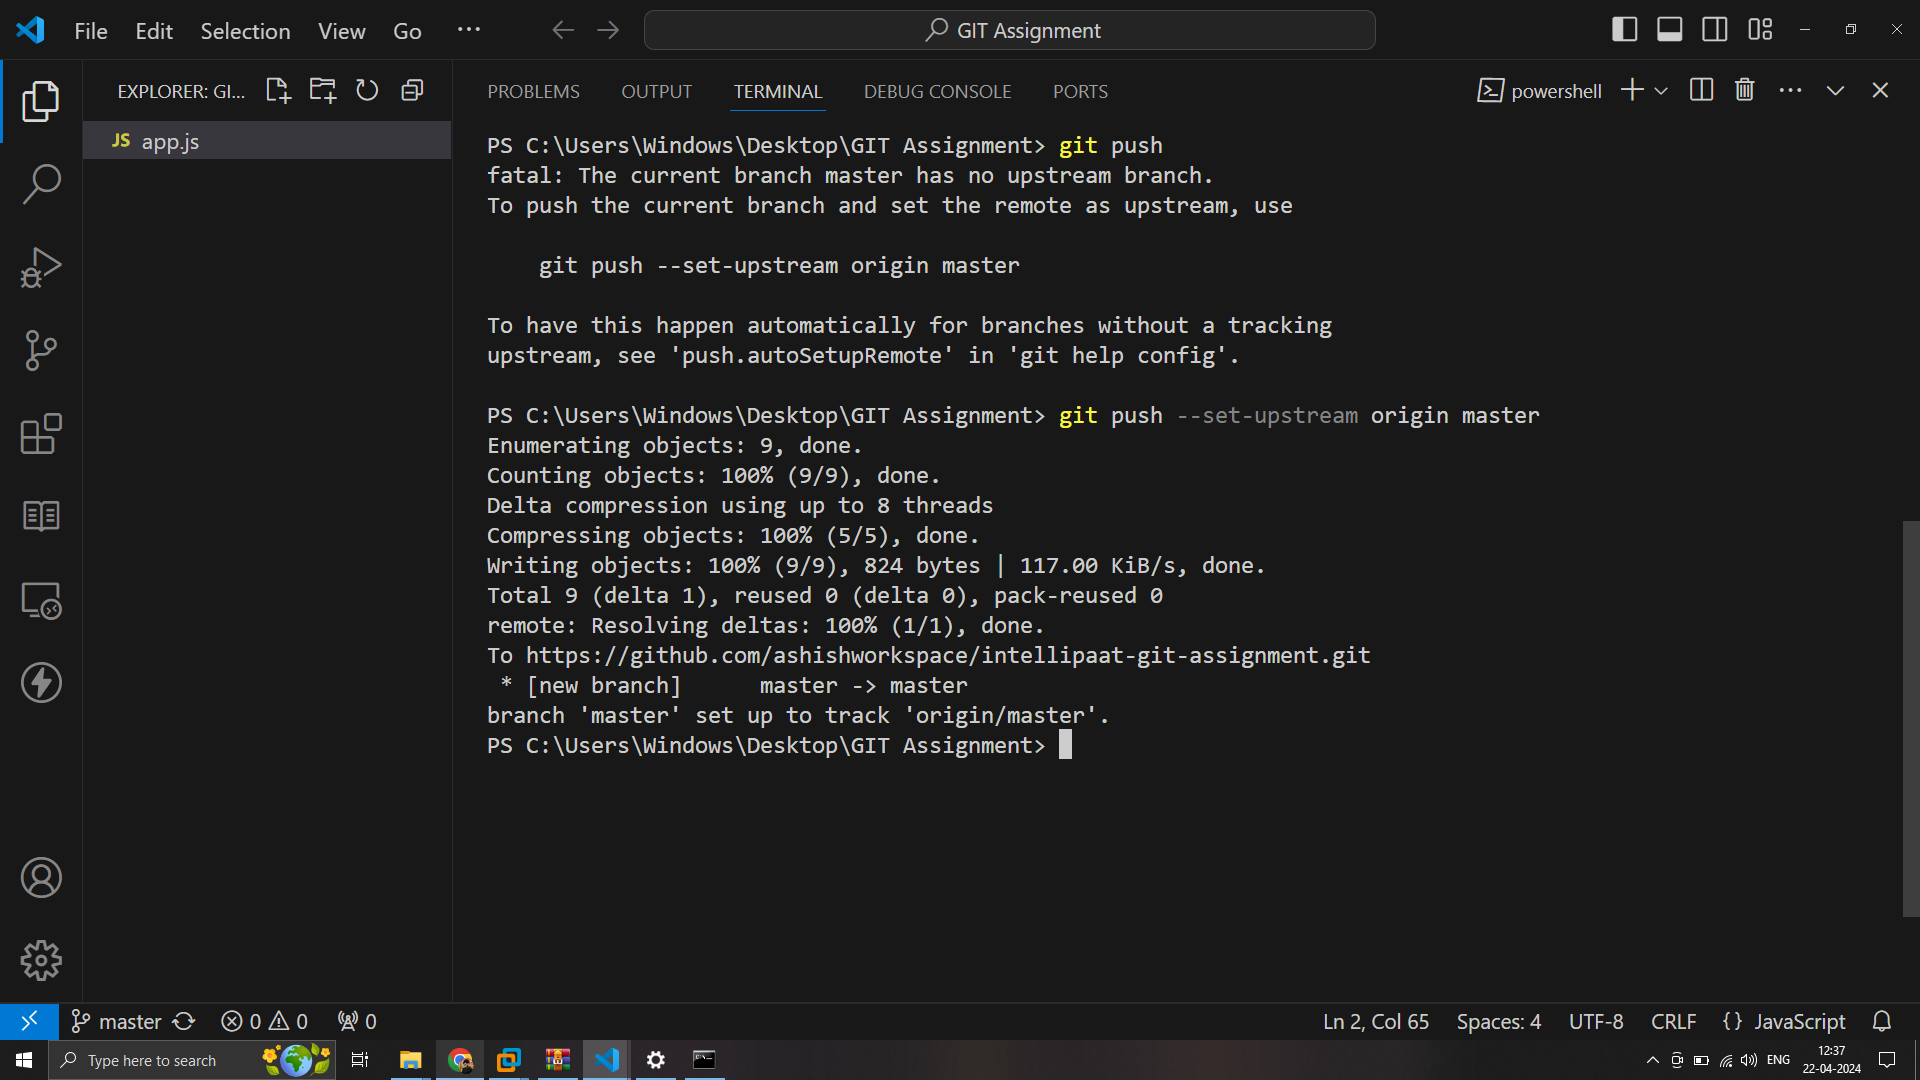 File Edit Selection View Go ··· GIT Assignment
EXPLORER: GI...
JS app.js
PROBLEMS OUTPUT TERMINAL DEBUG CONSOLE PORTS powershell
PS C:\Users\Windows\Desktop\GIT Assignment> git push
fatal: The current branch master has no upstream branch.
To push the current branch and set the remote as upstream, use
git push --set-upstream origin master
To have this happen automatically for branches without a tracking
upstream, see 'push.autoSetupRemote' in 'git help config'.
PS C:\Users\Windows\Desktop\GIT Assignment> git push --set-upstream origin master
Enumerating objects: 9, done.
Counting objects: 100% (9/9), done.
Delta compression using up to 8 threads
Compressing objects: 100% (5/5), done.
Writing objects: 100% (9/9), 824 bytes | 117.00 KiB/s, done.
Total 9 (delta 1), reused 0 (delta 0), pack-reused 0
remote: Resolving deltas: 100% (1/1), done.
To https://github.com/ashishworkspace/intellipaat-git-assignment.git
* [new branch] master -> master
branch 'master' set up to track 'origin/master'.
PS C:\Users\Windows\Desktop\GIT Assignment>
master 0 0 0 Ln 2, Col 65 Spaces: 4 UTF-8 CRLF {} JavaScript
Type here to search ENG 12:37
22-04-2024